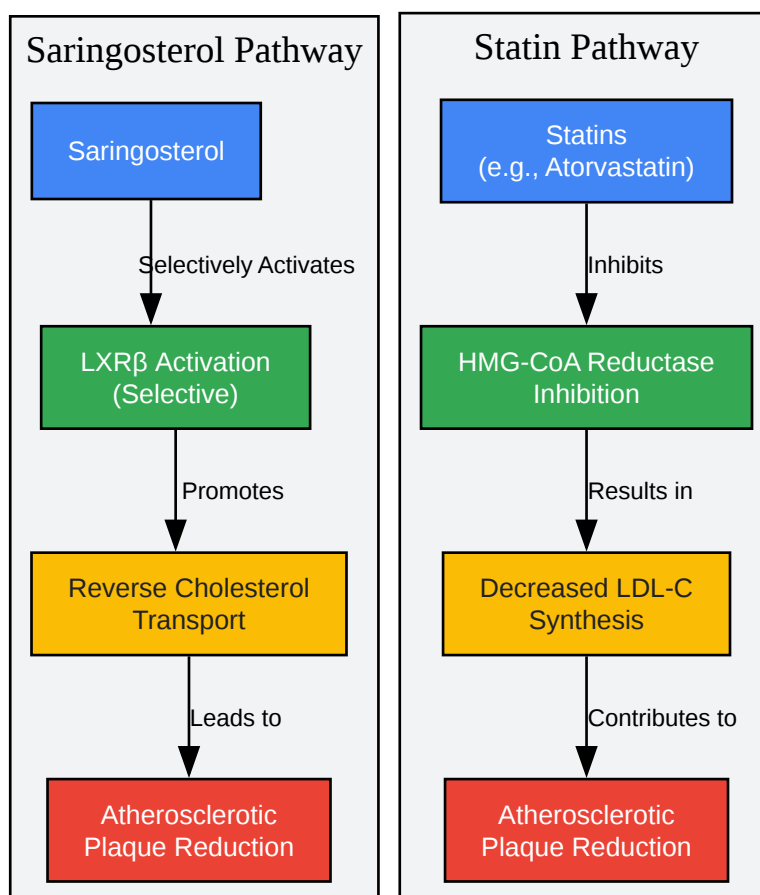 Saringosterol Pathway
Saringosterol
Selectively Activates
LXRβ Activation
(Selective)
Promotes
Reverse Cholesterol
Transport
Leads to
Atherosclerotic
Plaque Reduction
Statin Pathway
Statins
(e.g., Atorvastatin)
Inhibits
HMG-CoA Reductase
Inhibition
Results in
Decreased LDL-C
Synthesis
Contributes to
Atherosclerotic
Plaque Reduction